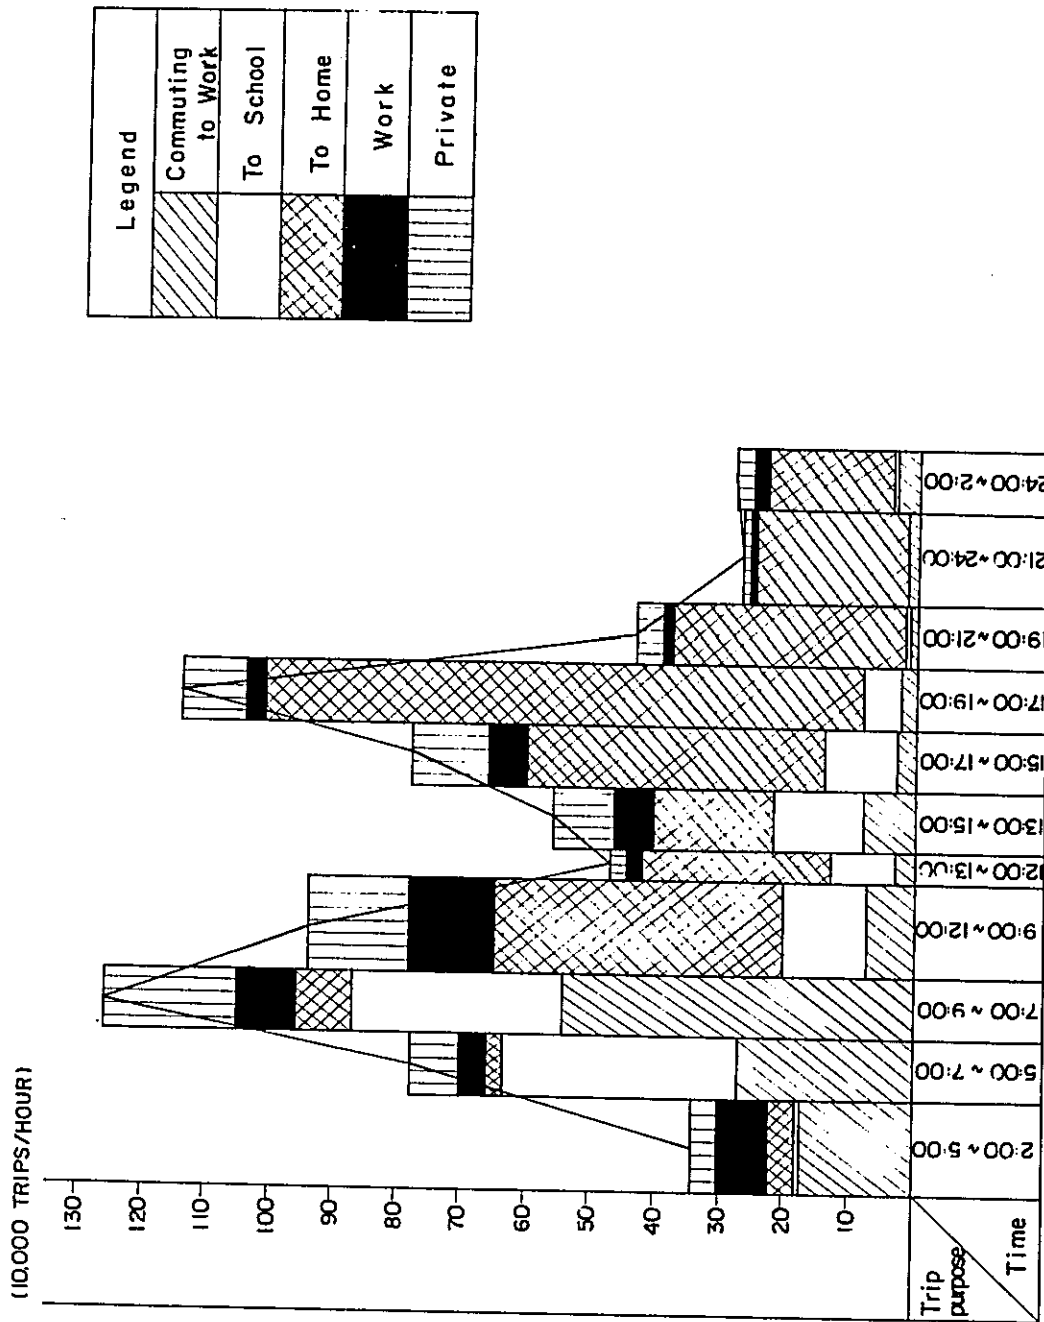 (10,000 TRIPS/HOUR)
130
120
110
100
90
80
70
60
50
40
30
20
10
Trip
purpose
Time
2:00~5:00
5:00~7:00
7:00~9:00
9:00~12:00
12:00~13:00
13:00~15:00
15:00~17:00
17:00~19:00
19:00~21:00
21:00~24:00
24:00~2:00
Legend
Commuting
to Work
To School
To Home
Work
Private